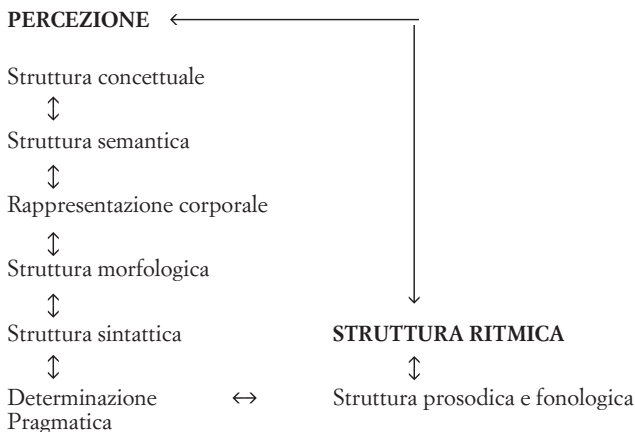 PERCEZIONE
Struttura concettuale
Struttura semantica
Rappresentazione corporale
Struttura morfologica
Struttura sintattica
STRUTTURA RITMICA
Determinazione
Pragmatica
Struttura prosodica e fonologica